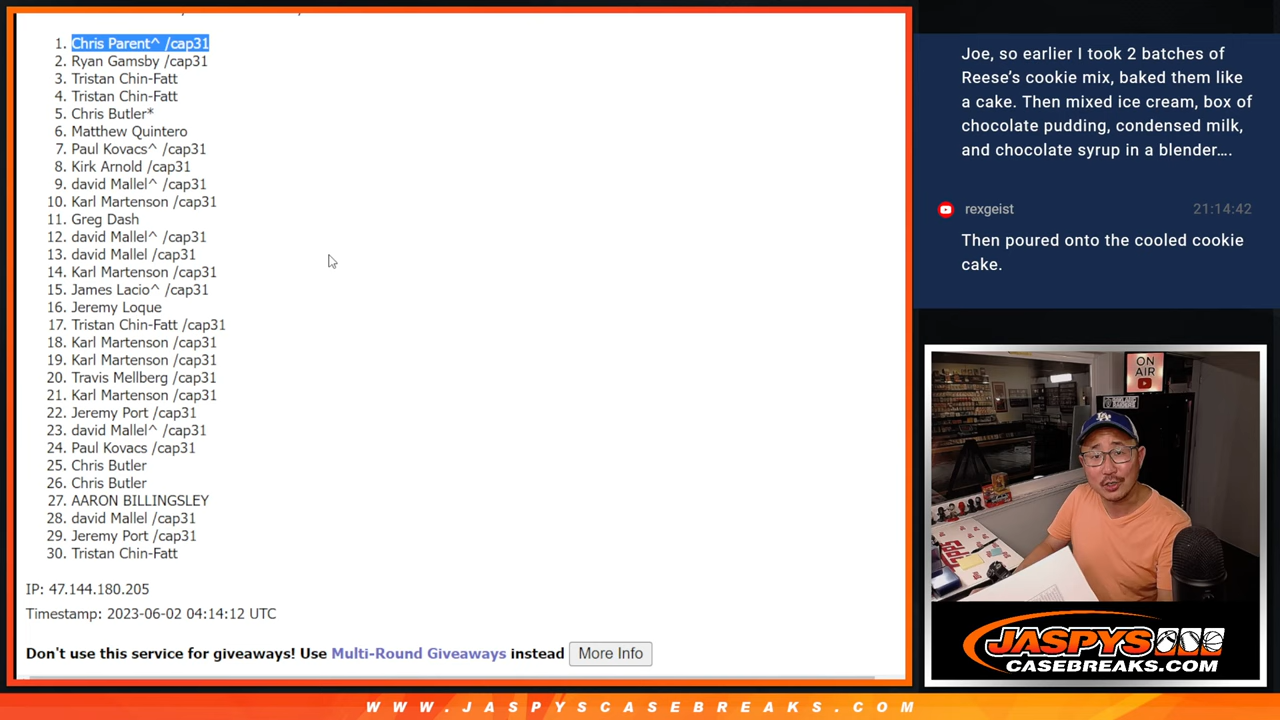 1. Chris Parent^ /cap31
2. Ryan Gamsby /cap31
3. Tristan Chin-Fatt
4. Tristan Chin-Fatt
5. Chris Butler*
6. Matthew Quintero
7. Paul Kovacs^ /cap31
8. Kirk Arnold /cap31
9. david Mallel^ /cap31
10. Karl Martenson /cap31
11. Greg Dash
12. david Mallel^ /cap31
13. david Mallel /cap31
14. Karl Martenson /cap31
15. James Lacio^ /cap31
16. Jeremy Loque
17. Tristan Chin-Fatt /cap31
18. Karl Martenson /cap31
19. Karl Martenson /cap31
20. Travis Mellberg /cap31
21. Karl Martenson /cap31
22. Jeremy Port /cap31
23. david Mallel^ /cap31
24. Paul Kovacs /cap31
25. Chris Butler
26. Chris Butler
27. AARON BILLINGSLEY
28. david Mallel /cap31
29. Jeremy Port /cap31
30. Tristan Chin-Fatt
IP: 47.144.180.205
Timestamp: 2023-06-02 04:14:12 UTC
Don't use this service for giveaways! Use Multi-Round Giveaways instead More Info
Joe, so earlier I took 2 batches of
Reese's cookie mix, baked them like
a cake. Then mixed ice cream, box of
chocolate pudding, condensed milk,
and chocolate syrup in a blender....
rexgeist 21:14:42
Then poured onto the cooled cookie
cake.
ON
AIR
LA
JASPYS
CASEBREAKS.COM
WWW.JASPYSCASEBREAKS.COM